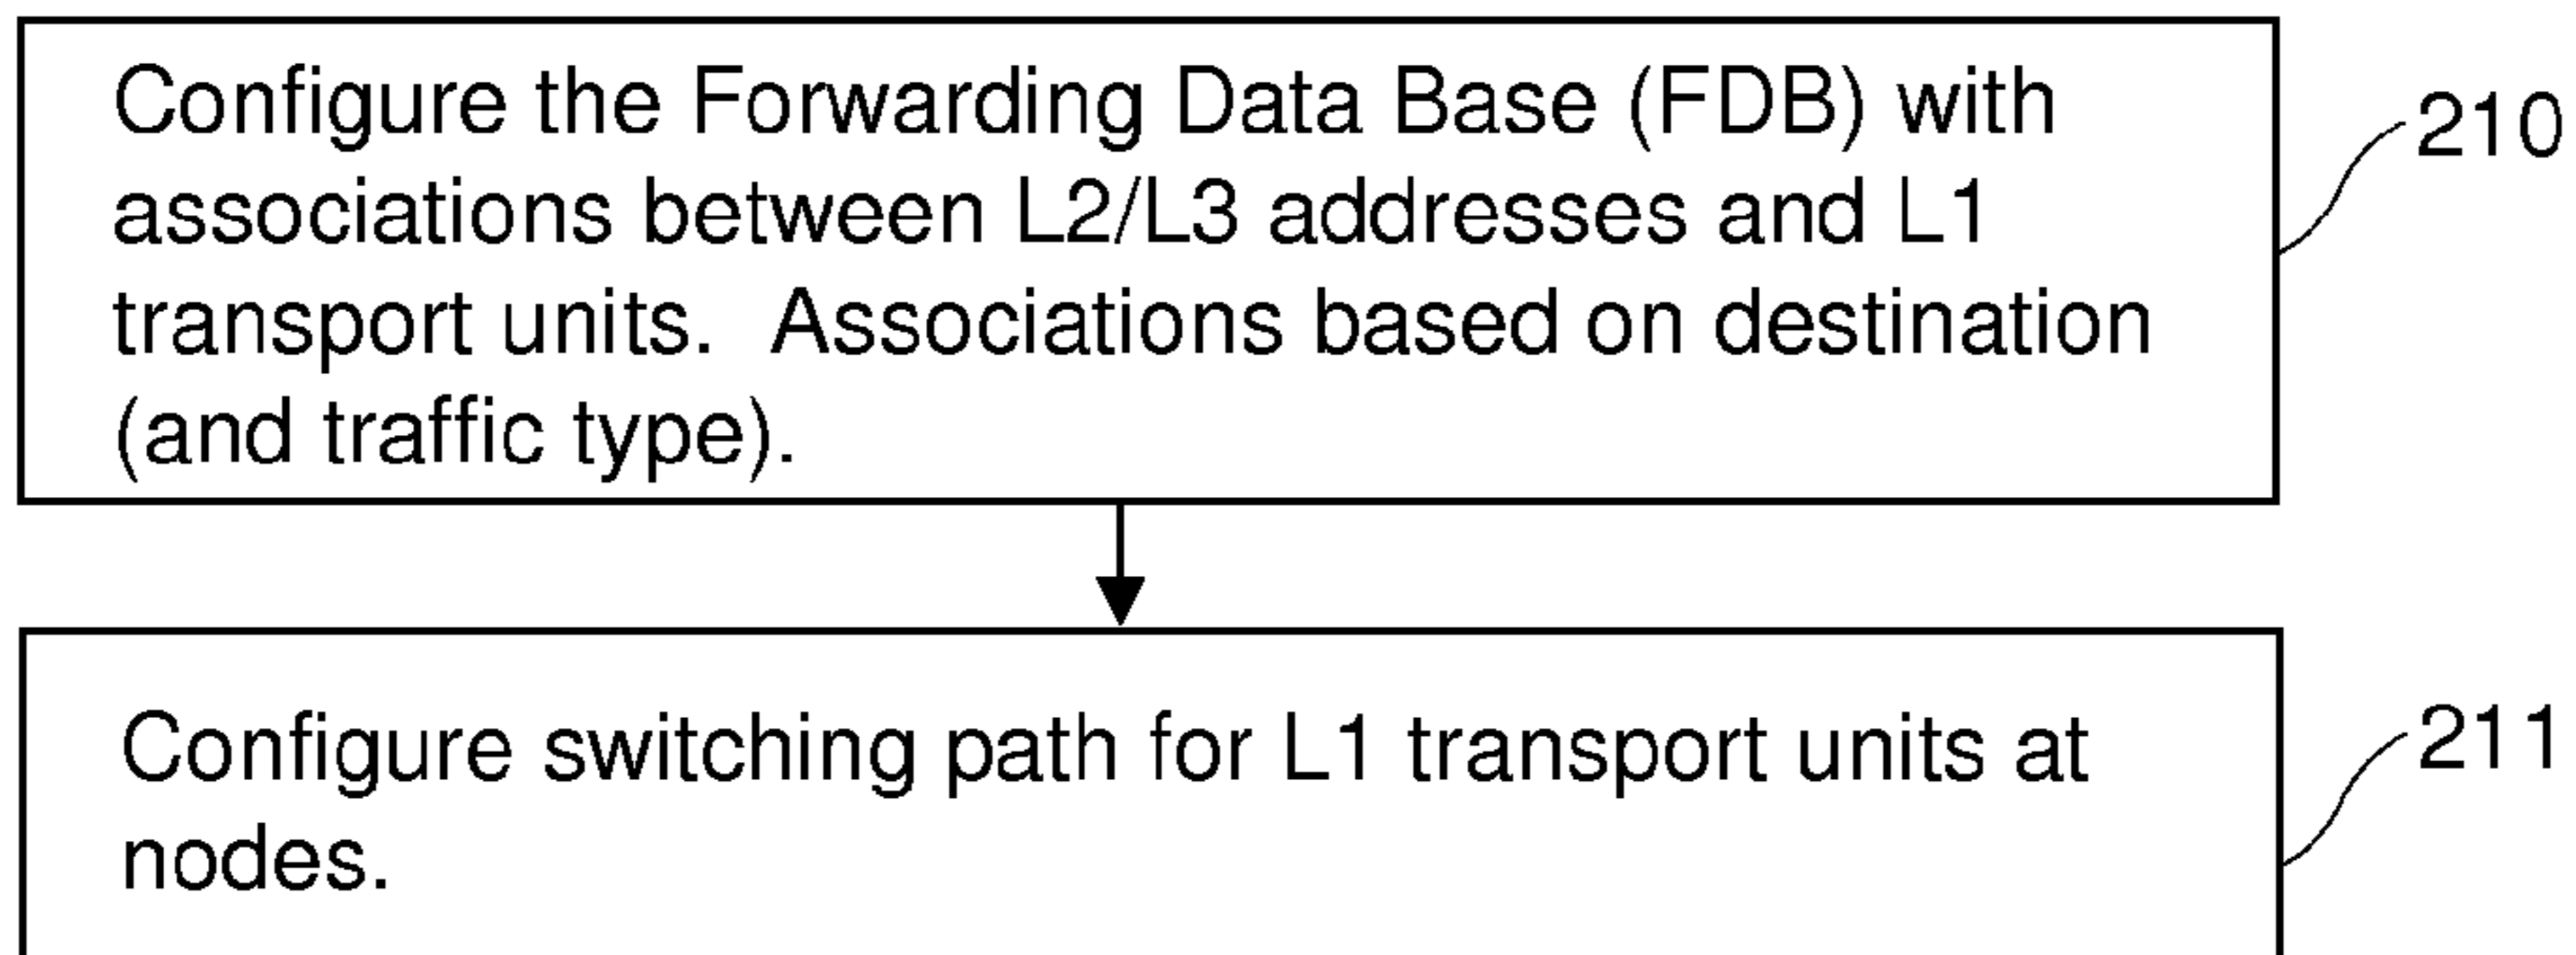 Configure the Forwarding Data Base (FDB) with
associations between L2/L3 addresses and L1
transport units.  Associations based on destination
(and traffic type).
210
Configure switching path for L1 transport units at
nodes.
211